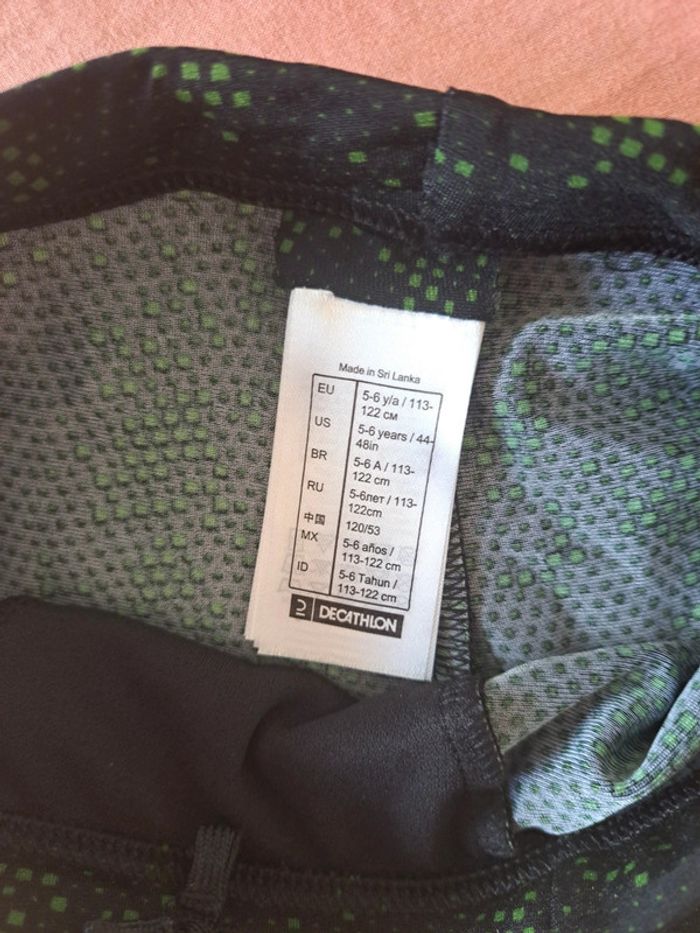 Made in Sri Lanka
EU 5-6 y/a / 113-
122 см
US 5-6 years / 44-
48in
BR 5-6 A / 113-
122 cm
RU 5-6лет / 113-
122cm
中国 120/53
MX 5-6 años /
113-122 cm
ID 5-6 Tahun /
113-122 cm
DECATHLON